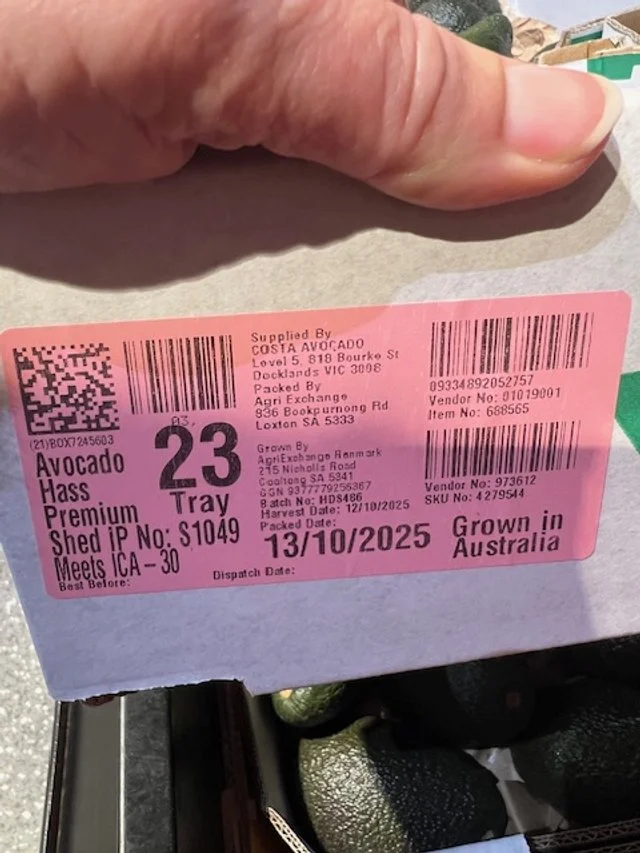 (21)BOX7245603
Avocado
Hass
Premium
Shed IP No: S1049
Meets ICA-30
Best Before:
03,
23
Tray
Supplied By
COSTA AVOCADO
Level 5, 818 Bourke St
Docklands VIC 3008
Packed By
Agri Exchange
836 Bookpurnong Rd
Loxton SA 5333
Grown By
AgriExchange Renmark
215 Nicholls Road
Cooltong SA 5341
GGN 9377779256367
Batch No: HDS466
Harvest Date: 12/10/2025
Packed Date:
13/10/2025
Dispatch Date:
09334892052757
Vendor No: 01019001
Item No: 688565
Vendor No: 973612
SKU No: 4279544
Grown in
Australia